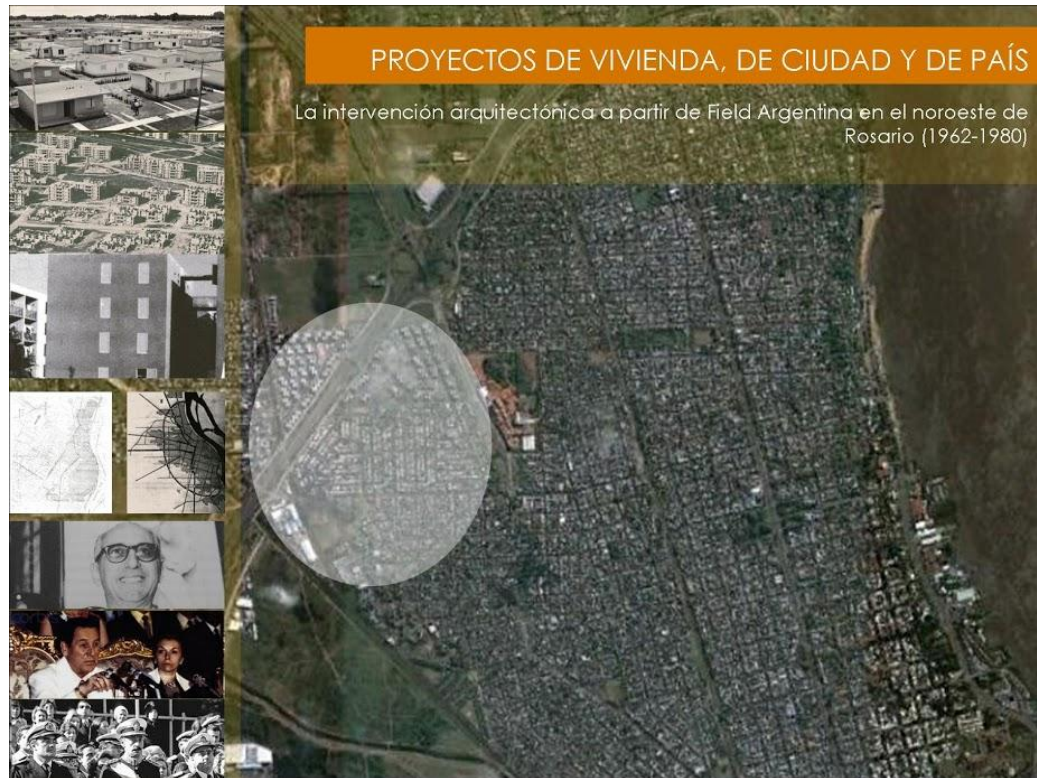 PROYECTOS DE VIVIENDA, DE CIUDAD Y DE PAÍS
La intervención arquitectónica a partir de Field Argentina en el noroeste de
Rosario (1962-1980)